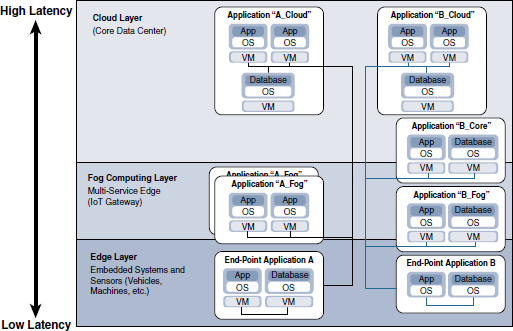 High Latency
Low Latency
Cloud Layer
(Core Data Center)
Application “A_Cloud”
App App
OS OS
VM VM
Database
OS
VM
Application “B_Cloud”
App App
OS OS
VM VM
Database
OS
VM
Application “B_Core”
App Database
OS OS
VM VM
Fog Computing Layer
Multi-Service Edge
(IoT Gateway)
Application “A_Fog”
Application “A_Fog”
App App
OS OS
VM VM
Application “B_Fog”
App Database
OS OS
VM VM
Edge Layer
Embedded Systems and
Sensors (Vehicles,
Machines, etc.)
End-Point Application A
App Database
OS OS
VM VM
End-Point Application B
App Database
OS OS